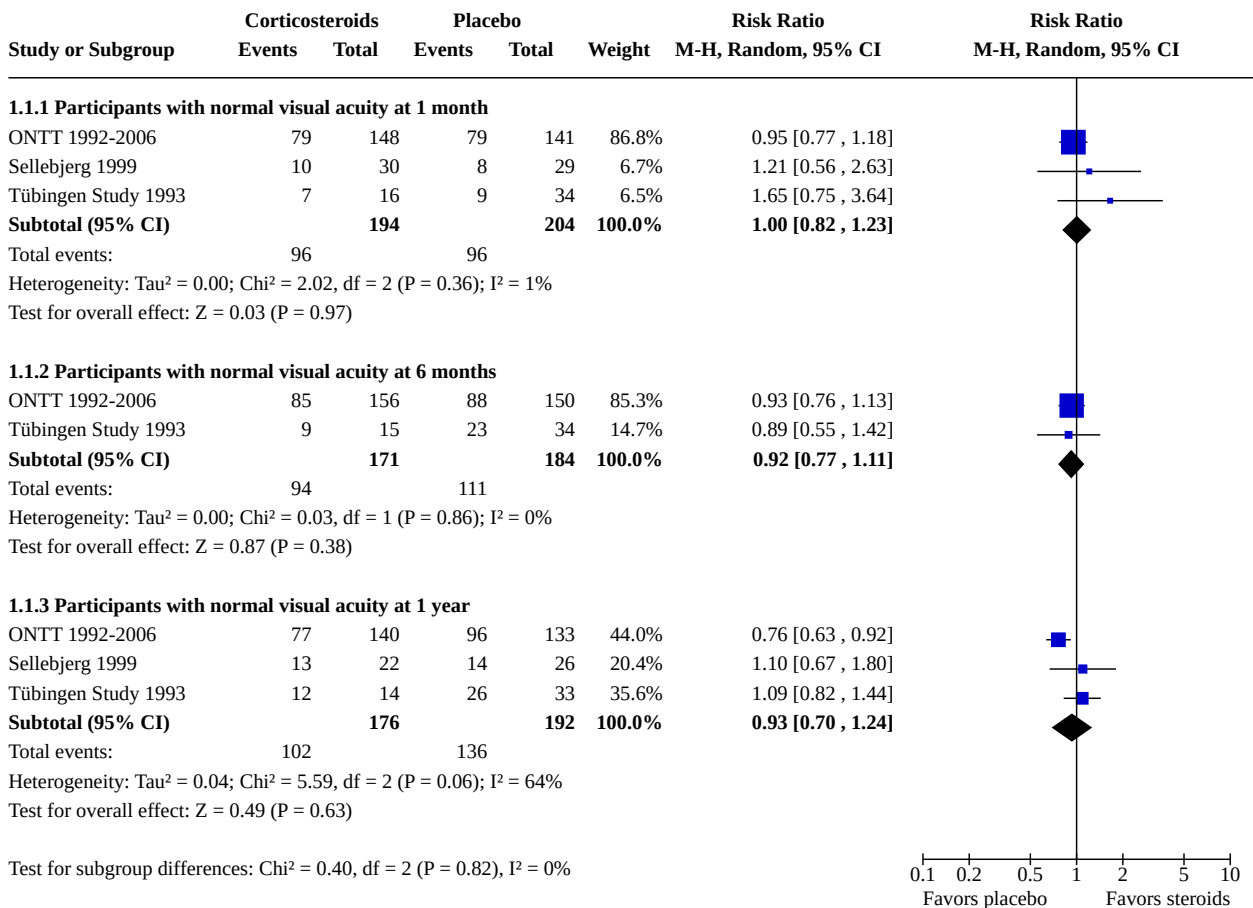 Corticosteroids Placebo Risk Ratio Risk Ratio
Study or Subgroup Events Total Events Total Weight M-H, Random, 95% CI M-H, Random, 95% CI
1.1.1 Participants with normal visual acuity at 1 month
ONTT 1992-2006 79 148 79 141 86.8% 0.95 [0.77 , 1.18]
Sellebjerg 1999 10 30 8 29 6.7% 1.21 [0.56 , 2.63]
Tübingen Study 1993 7 16 9 34 6.5% 1.65 [0.75 , 3.64]
Subtotal (95% CI) 194 204 100.0% 1.00 [0.82 , 1.23]
Total events: 96 96
Heterogeneity: Tau² = 0.00; Chi² = 2.02, df = 2 (P = 0.36); I² = 1%
Test for overall effect: Z = 0.03 (P = 0.97)
1.1.2 Participants with normal visual acuity at 6 months
ONTT 1992-2006 85 156 88 150 85.3% 0.93 [0.76 , 1.13]
Tübingen Study 1993 9 15 23 34 14.7% 0.89 [0.55 , 1.42]
Subtotal (95% CI) 171 184 100.0% 0.92 [0.77 , 1.11]
Total events: 94 111
Heterogeneity: Tau² = 0.00; Chi² = 0.03, df = 1 (P = 0.86); I² = 0%
Test for overall effect: Z = 0.87 (P = 0.38)
1.1.3 Participants with normal visual acuity at 1 year
ONTT 1992-2006 77 140 96 133 44.0% 0.76 [0.63 , 0.92]
Sellebjerg 1999 13 22 14 26 20.4% 1.10 [0.67 , 1.80]
Tübingen Study 1993 12 14 26 33 35.6% 1.09 [0.82 , 1.44]
Subtotal (95% CI) 176 192 100.0% 0.93 [0.70 , 1.24]
Total events: 102 136
Heterogeneity: Tau² = 0.04; Chi² = 5.59, df = 2 (P = 0.06); I² = 64%
Test for overall effect: Z = 0.49 (P = 0.63)
Test for subgroup differences: Chi² = 0.40, df = 2 (P = 0.82), I² = 0%
0.1 0.2 0.5 1 2 5 10
Favors placebo Favors steroids